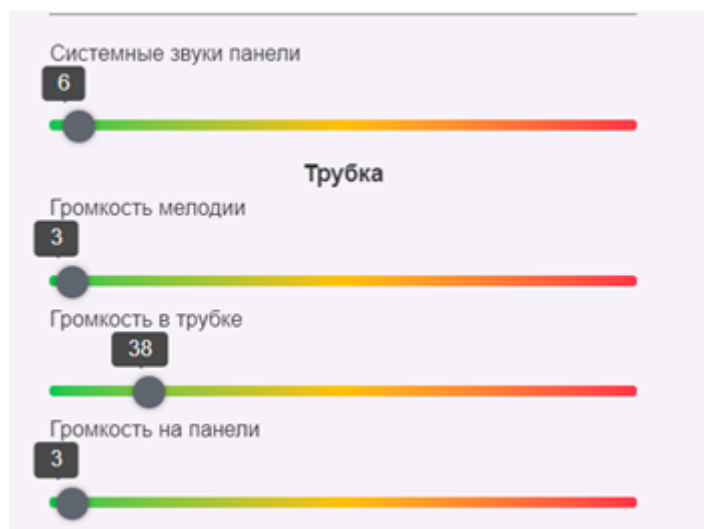 Системные звуки панели
6
Трубка
Громкость мелодии
3
Громкость в трубке
38
Громкость на панели
3